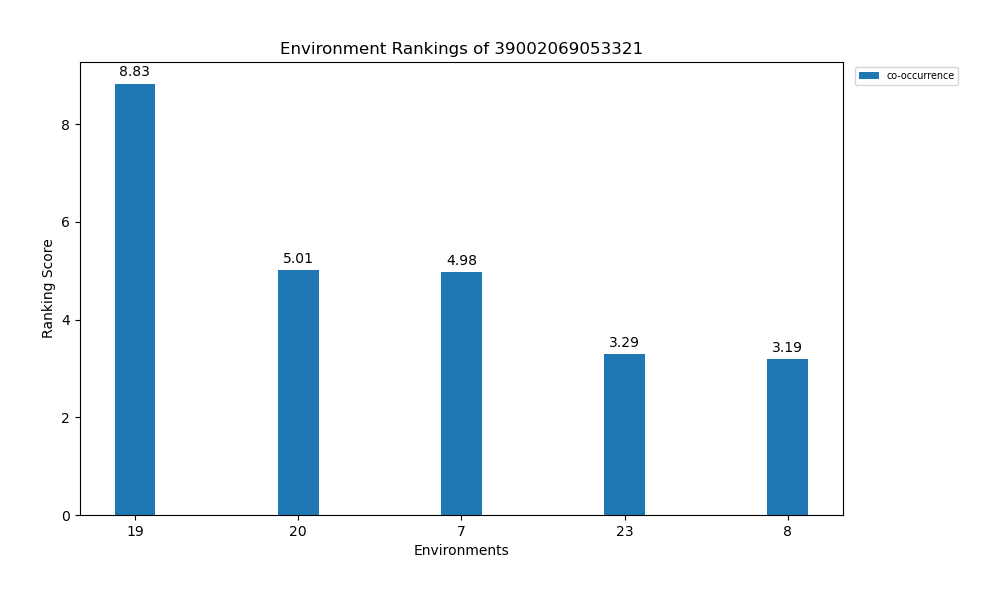 Environment Rankings of 39002069053321
8.83
co-occurrence
8
6
5.01
4.98
Ranking Score
4
3.29
3.19
2
0
19 20 7 23 8
Environments